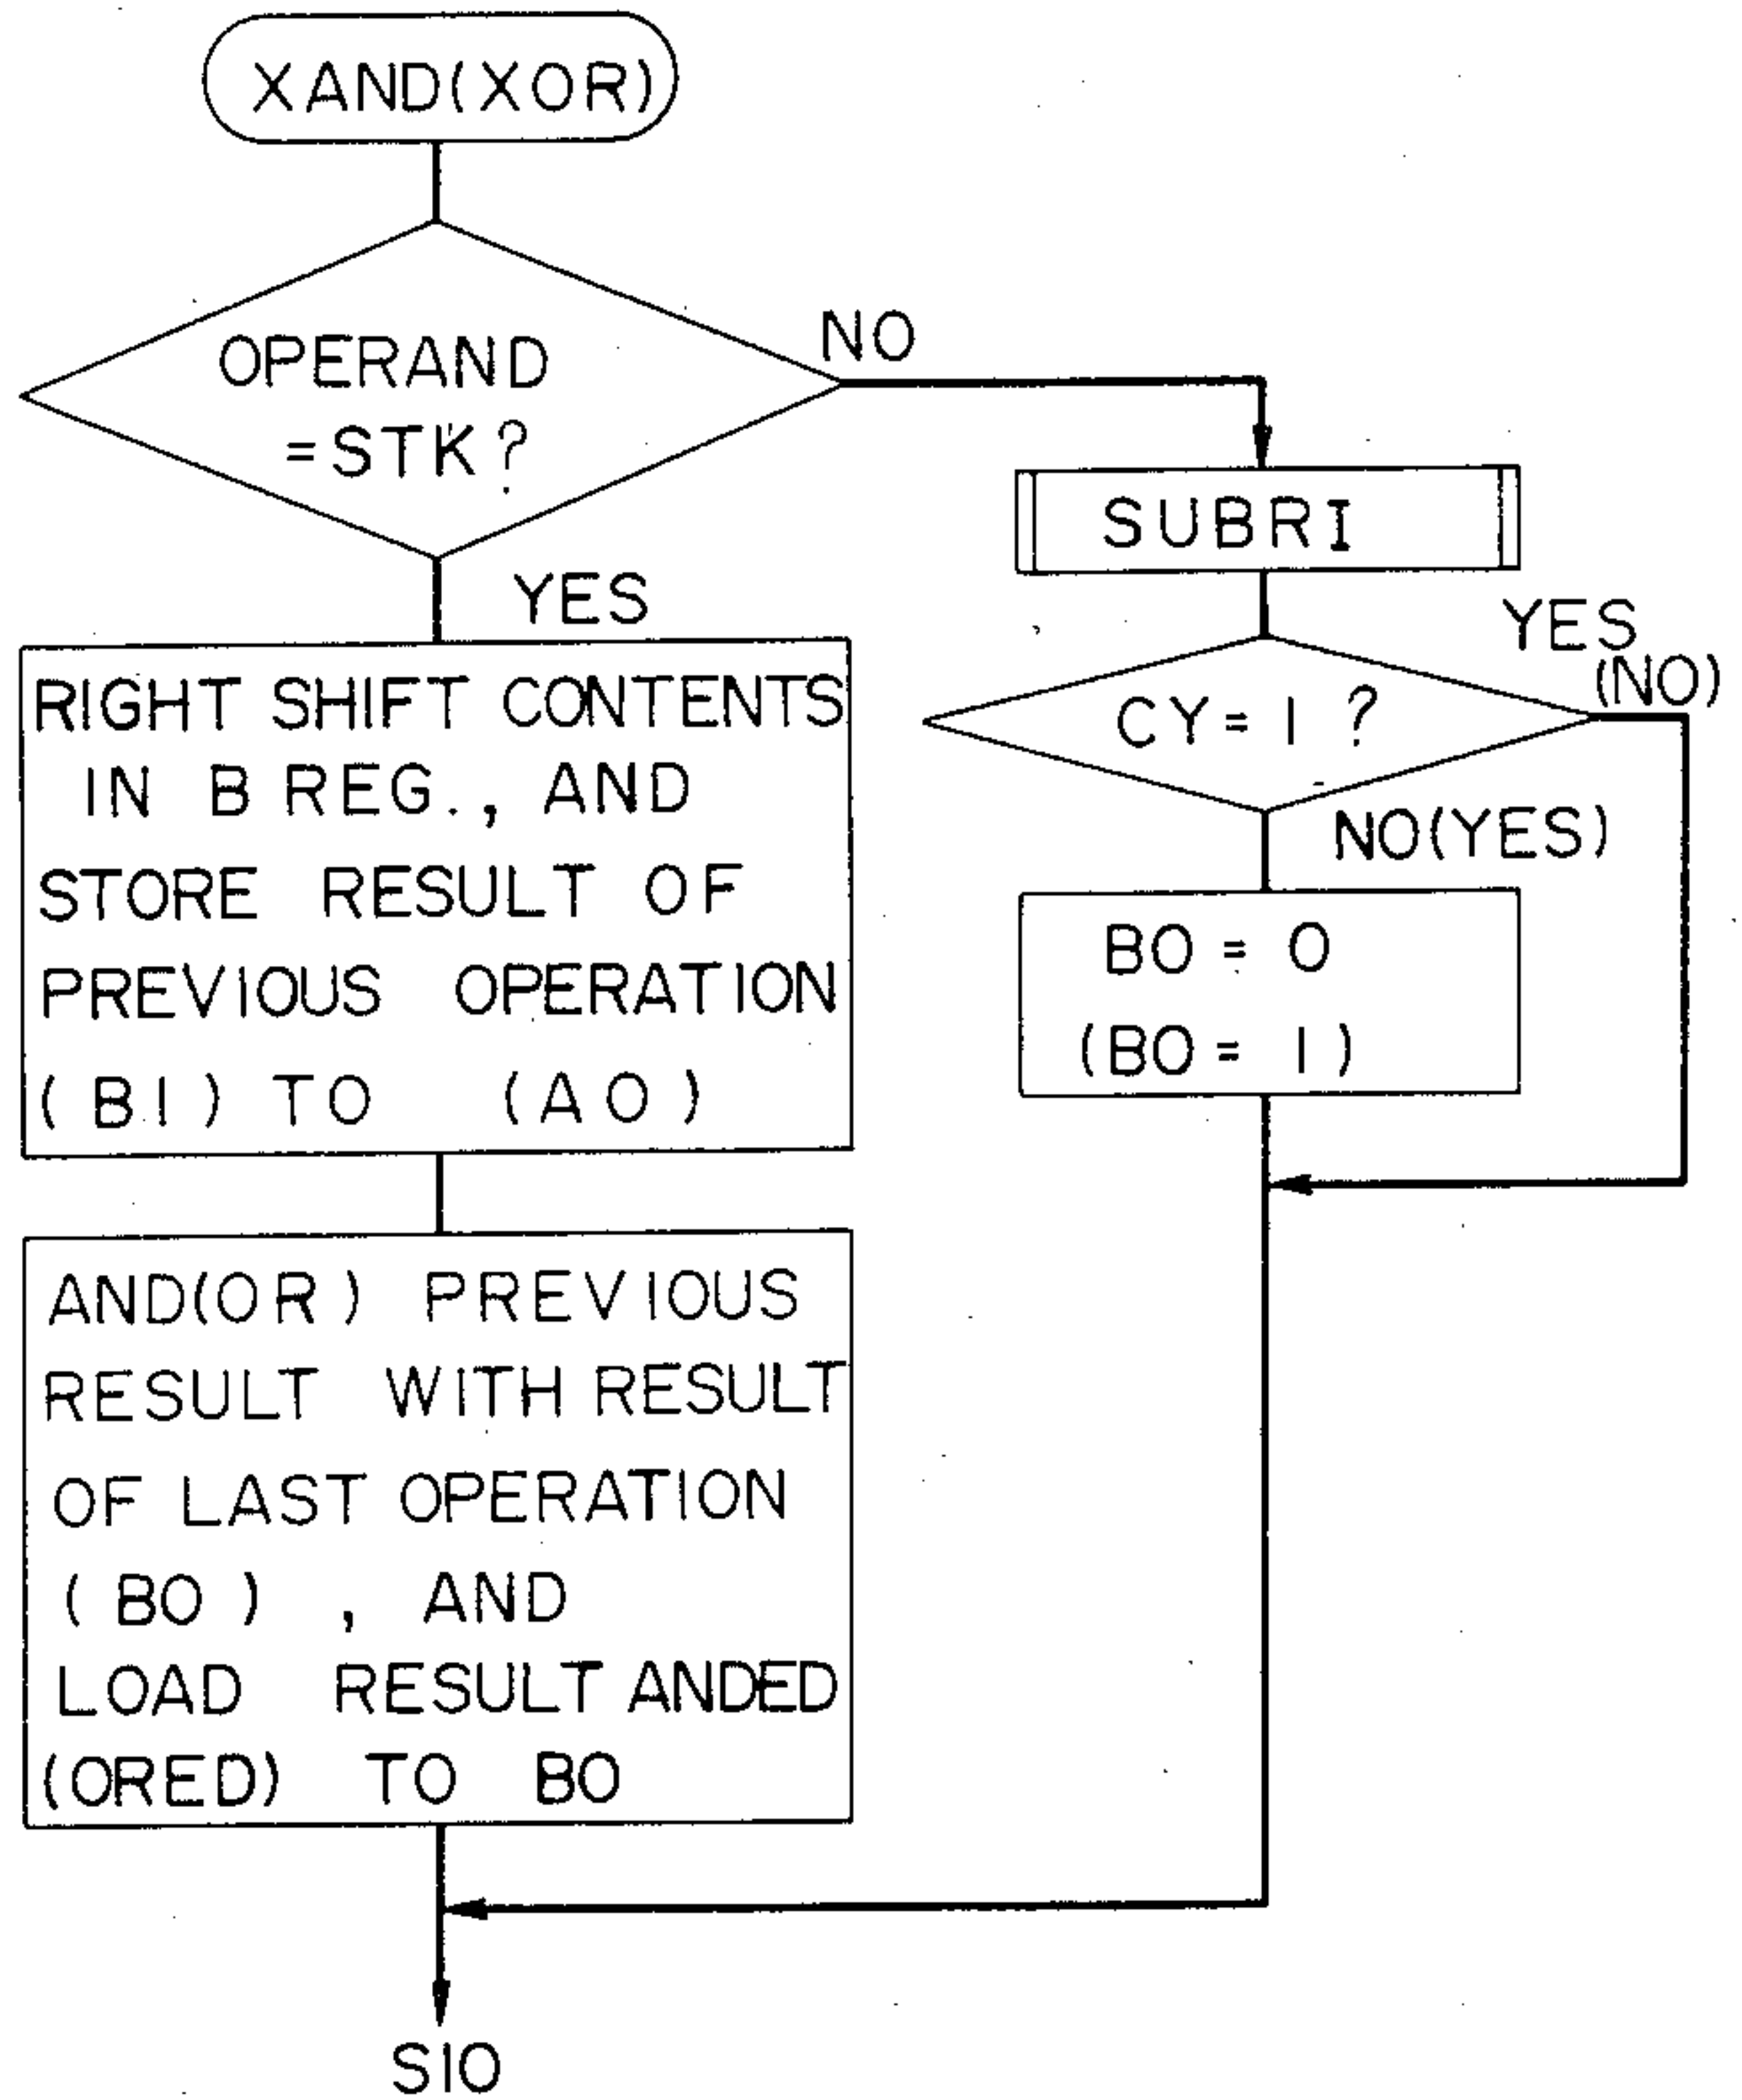 XAND(XOR)
OPERAND
=STK?
NO
YES
RIGHT SHIFT CONTENTS
IN B REG., AND
STORE RESULT OF
PREVIOUS OPERATION
(B1) TO (A0)
AND(OR) PREVIOUS
RESULT WITH RESULT
OF LAST OPERATION
(B0), AND
LOAD RESULT ANDED
(ORED) TO B0
SUBR1
CY=1?
YES
(NO)
NO(YES)
B0=0
(B0=1)
S10